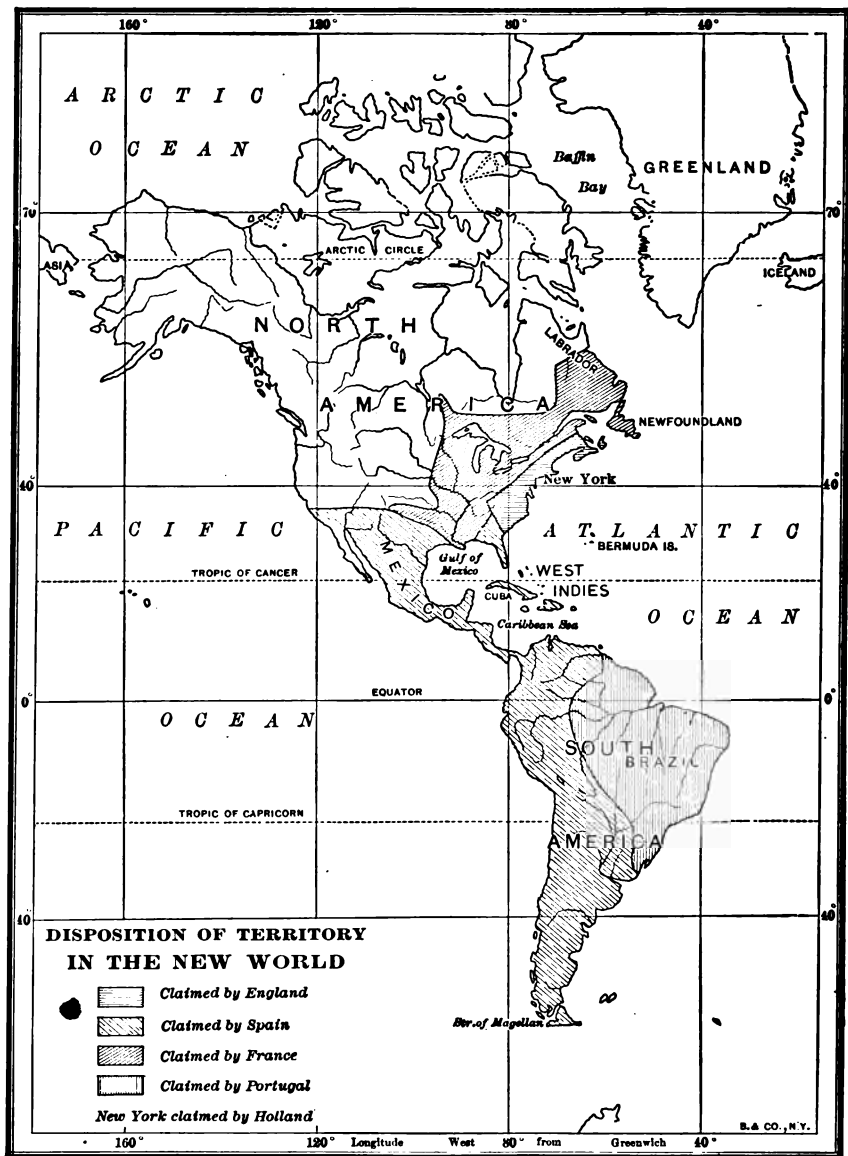 160° 120° 80° 40°
ARCTIC
OCEAN
Baffin
Bay
GREENLAND
70° 70°
ARCTIC CIRCLE
ASIA
ICELAND
NORTH
LABRADOR
AMERICA
NEWFOUNDLAND
40° New York 40°
PACIFIC
ATLANTIC
BERMUDA IS.
MEXICO
Gulf of
Mexico
TROPIC OF CANCER
WEST
INDIES
CUBA
OCEAN
Caribbean Sea
EQUATOR
0° 0°
OCEAN
SOUTH
BRAZIL
TROPIC OF CAPRICORN
AMERICA
40° 40°
DISPOSITION OF TERRITORY
IN THE NEW WORLD
Claimed by England
Claimed by Spain
Str. of Magellan
Claimed by France
Claimed by Portugal
New York claimed by Holland
B. & CO., N.Y.
160° 120° Longitude West 80° from Greenwich 40°